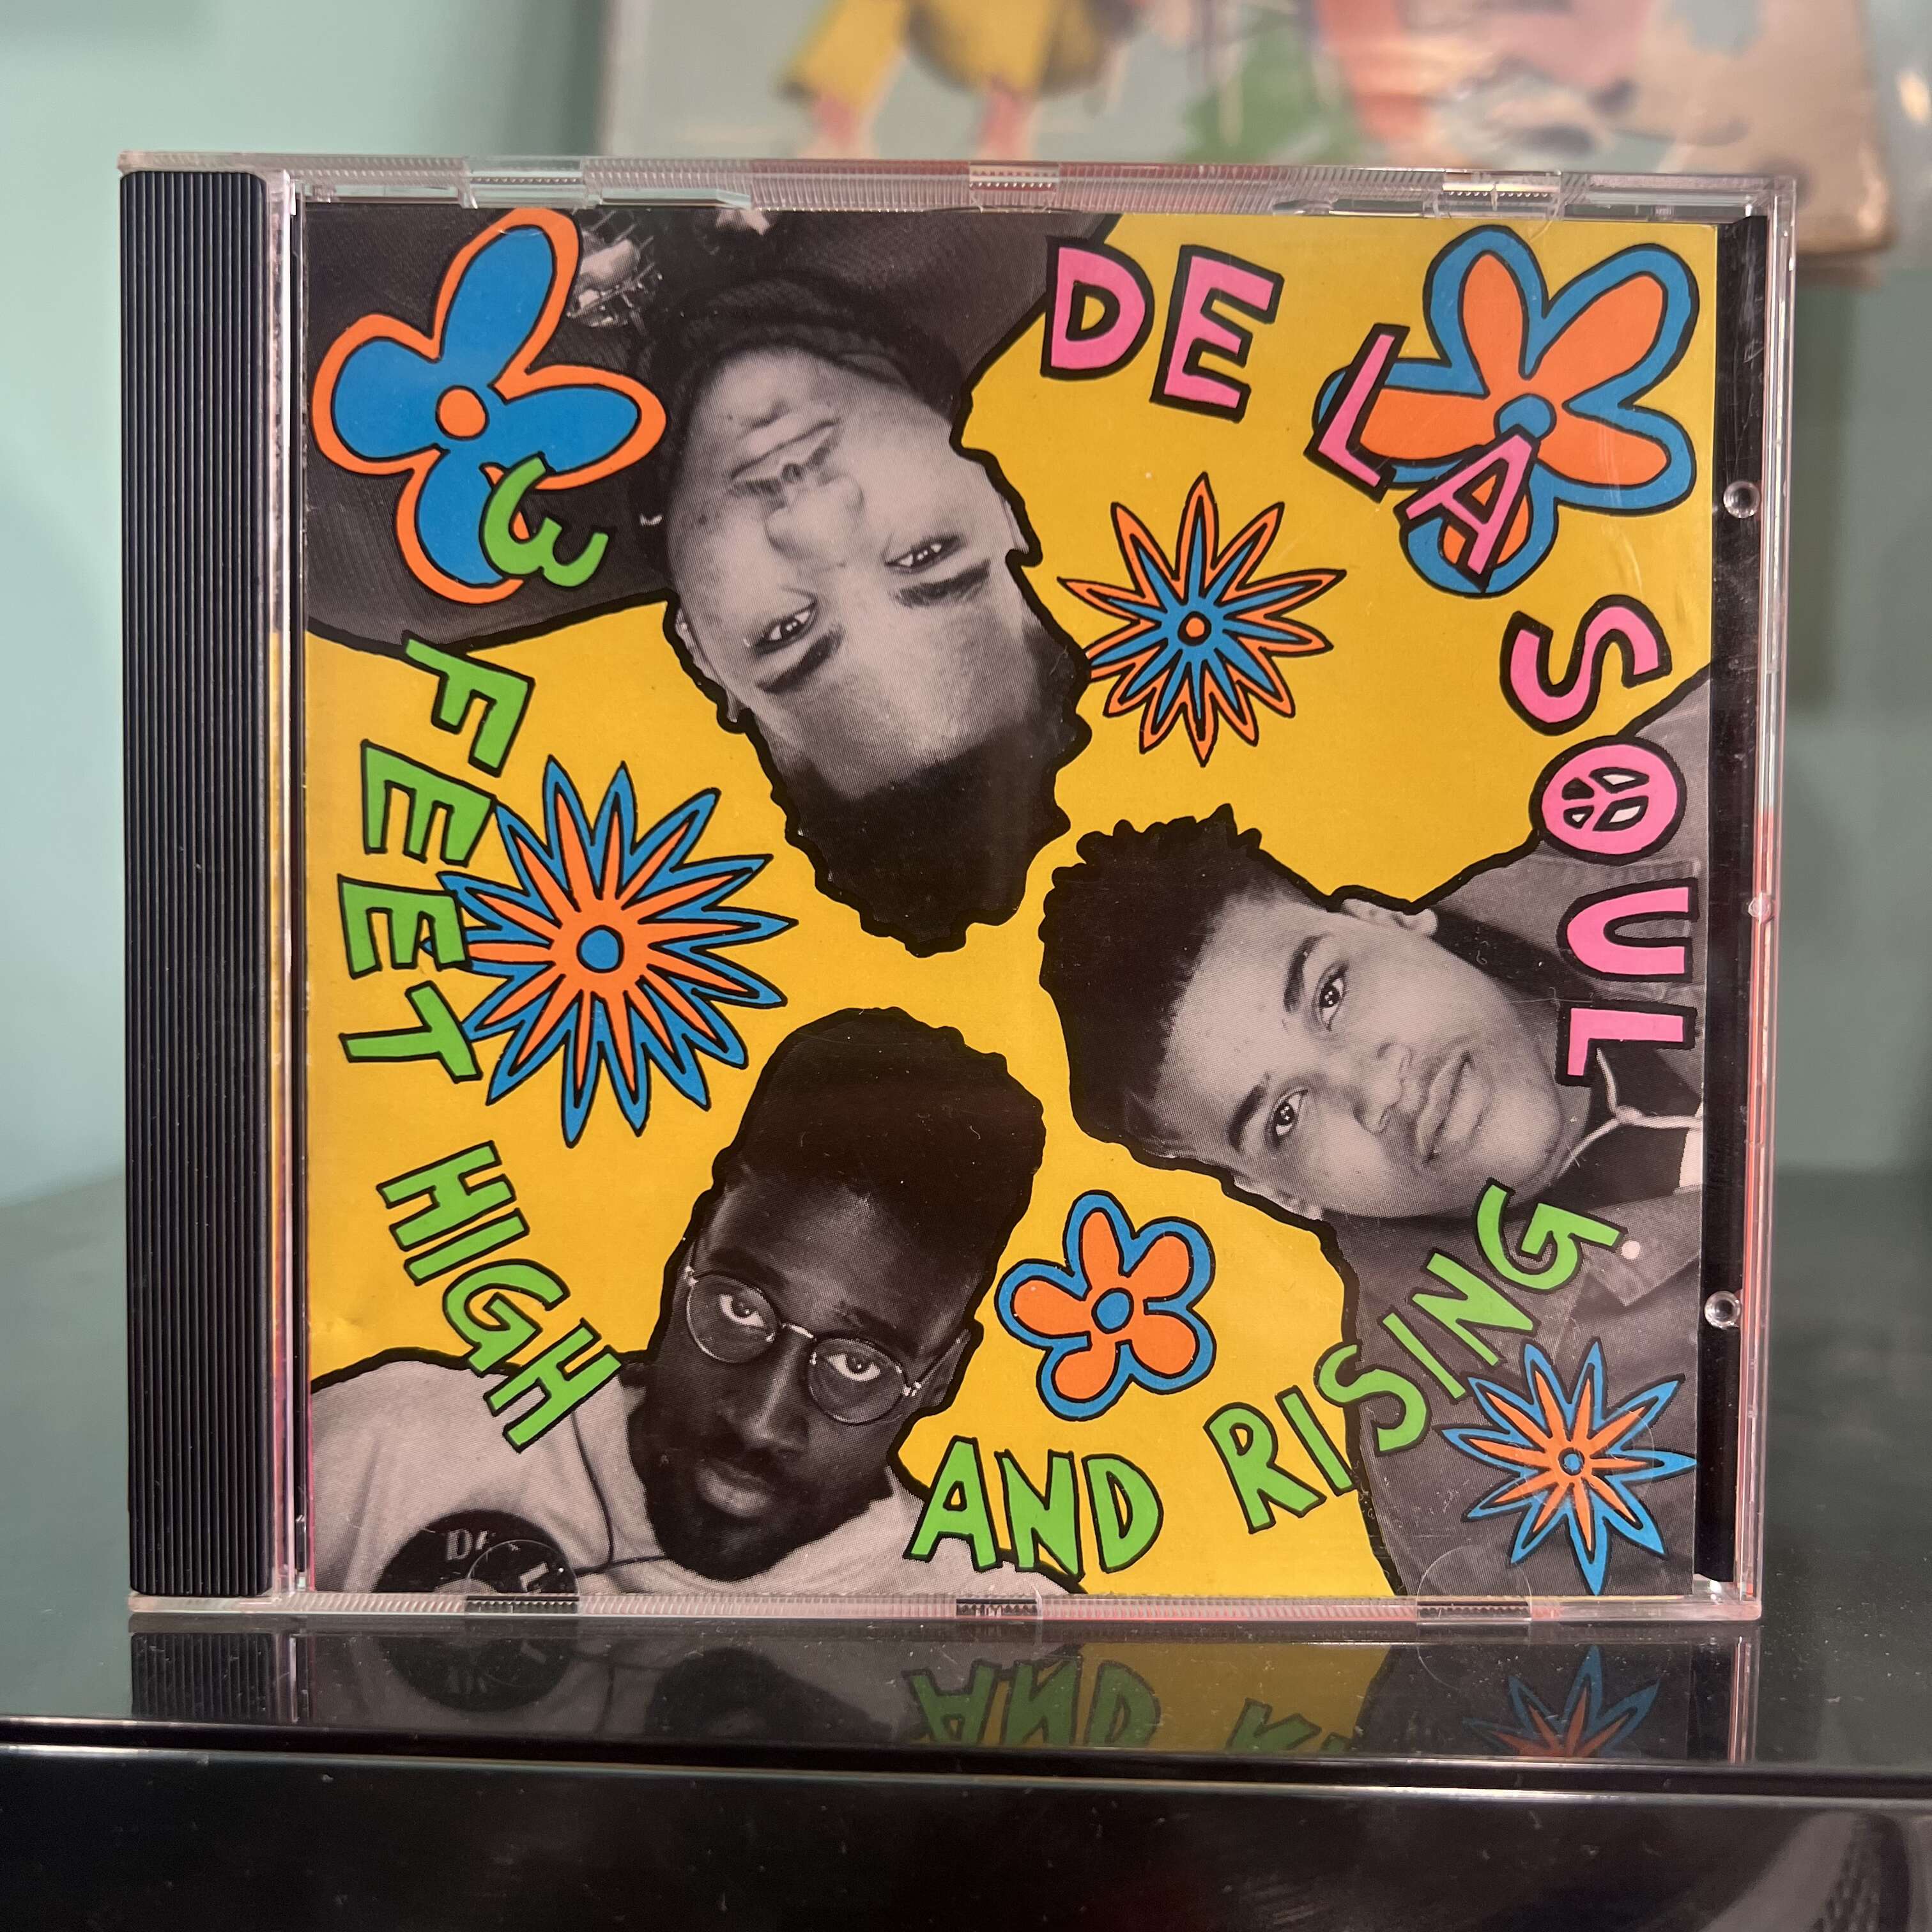 DE LA SOUL
3 FEET HIGH AND RISING